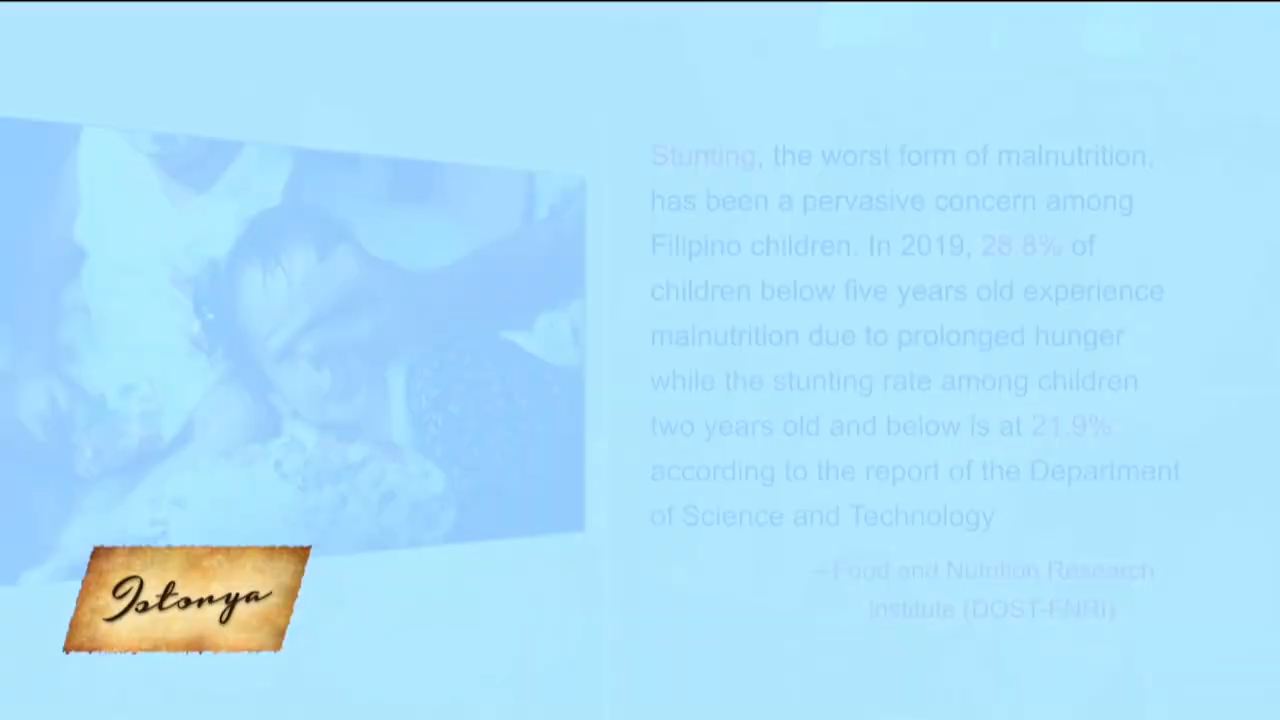 Stunting, the worst form of malnutrition,
has been a pervasive concern among
Filipino children. In 2019, 28.8% of
children below five years old experience
malnutrition due to prolonged hunger
while the stunting rate among children
two years old and below is at 21.9%
according to the report of the Department
of Science and Technology
– Food and Nutrition Research
Institute (DOST-FNRI)
Istorya